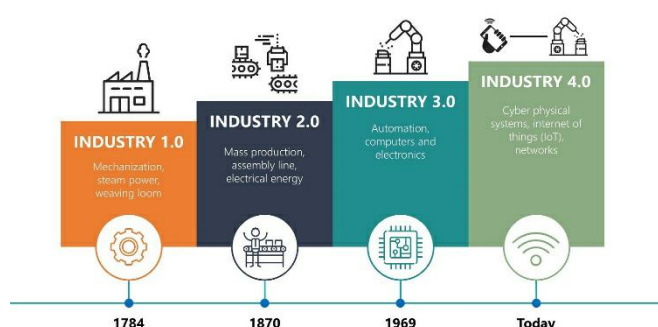 INDUSTRY 1.0
Mechanization,
steam power,
weaving loom
INDUSTRY 2.0
Mass production,
assembly line,
electrical energy
INDUSTRY 3.0
Automation,
computers and
electronics
INDUSTRY 4.0
Cyber physical
systems, internet of
things (IoT),
networks
1784
1870
1969
Today